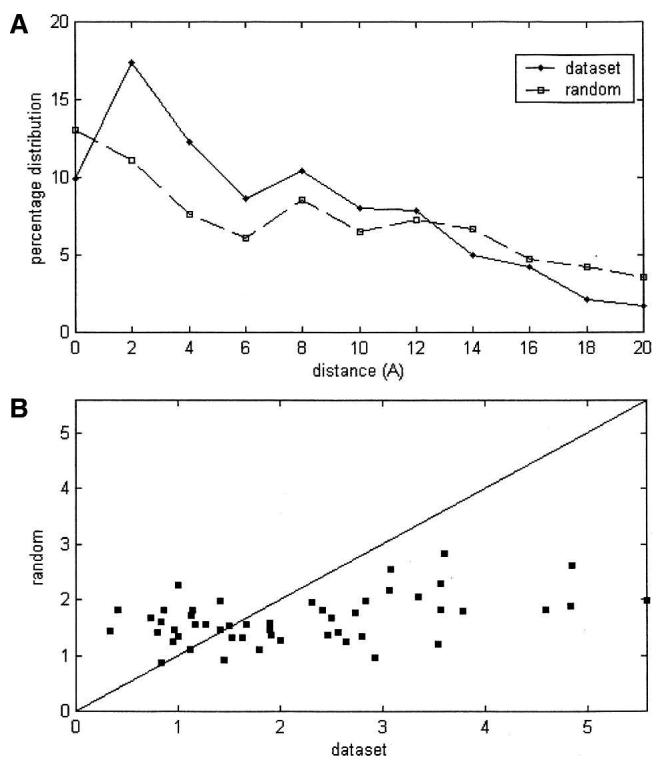 A
20
15
10
5
0
percentage distribution
dataset
random
0 2 4 6 8 10 12 14 16 18 20
distance (A)
B
5
4
3
2
1
0
random
0 1 2 3 4 5
dataset